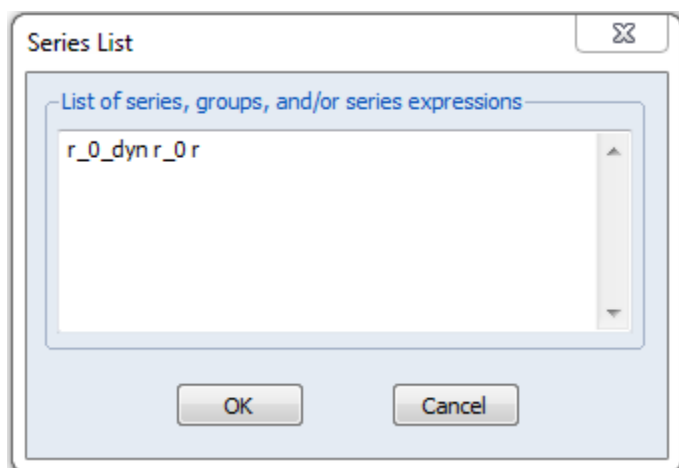 Series List
List of series, groups, and/or series expressions
r_0_dyn r_0 r
OK
Cancel